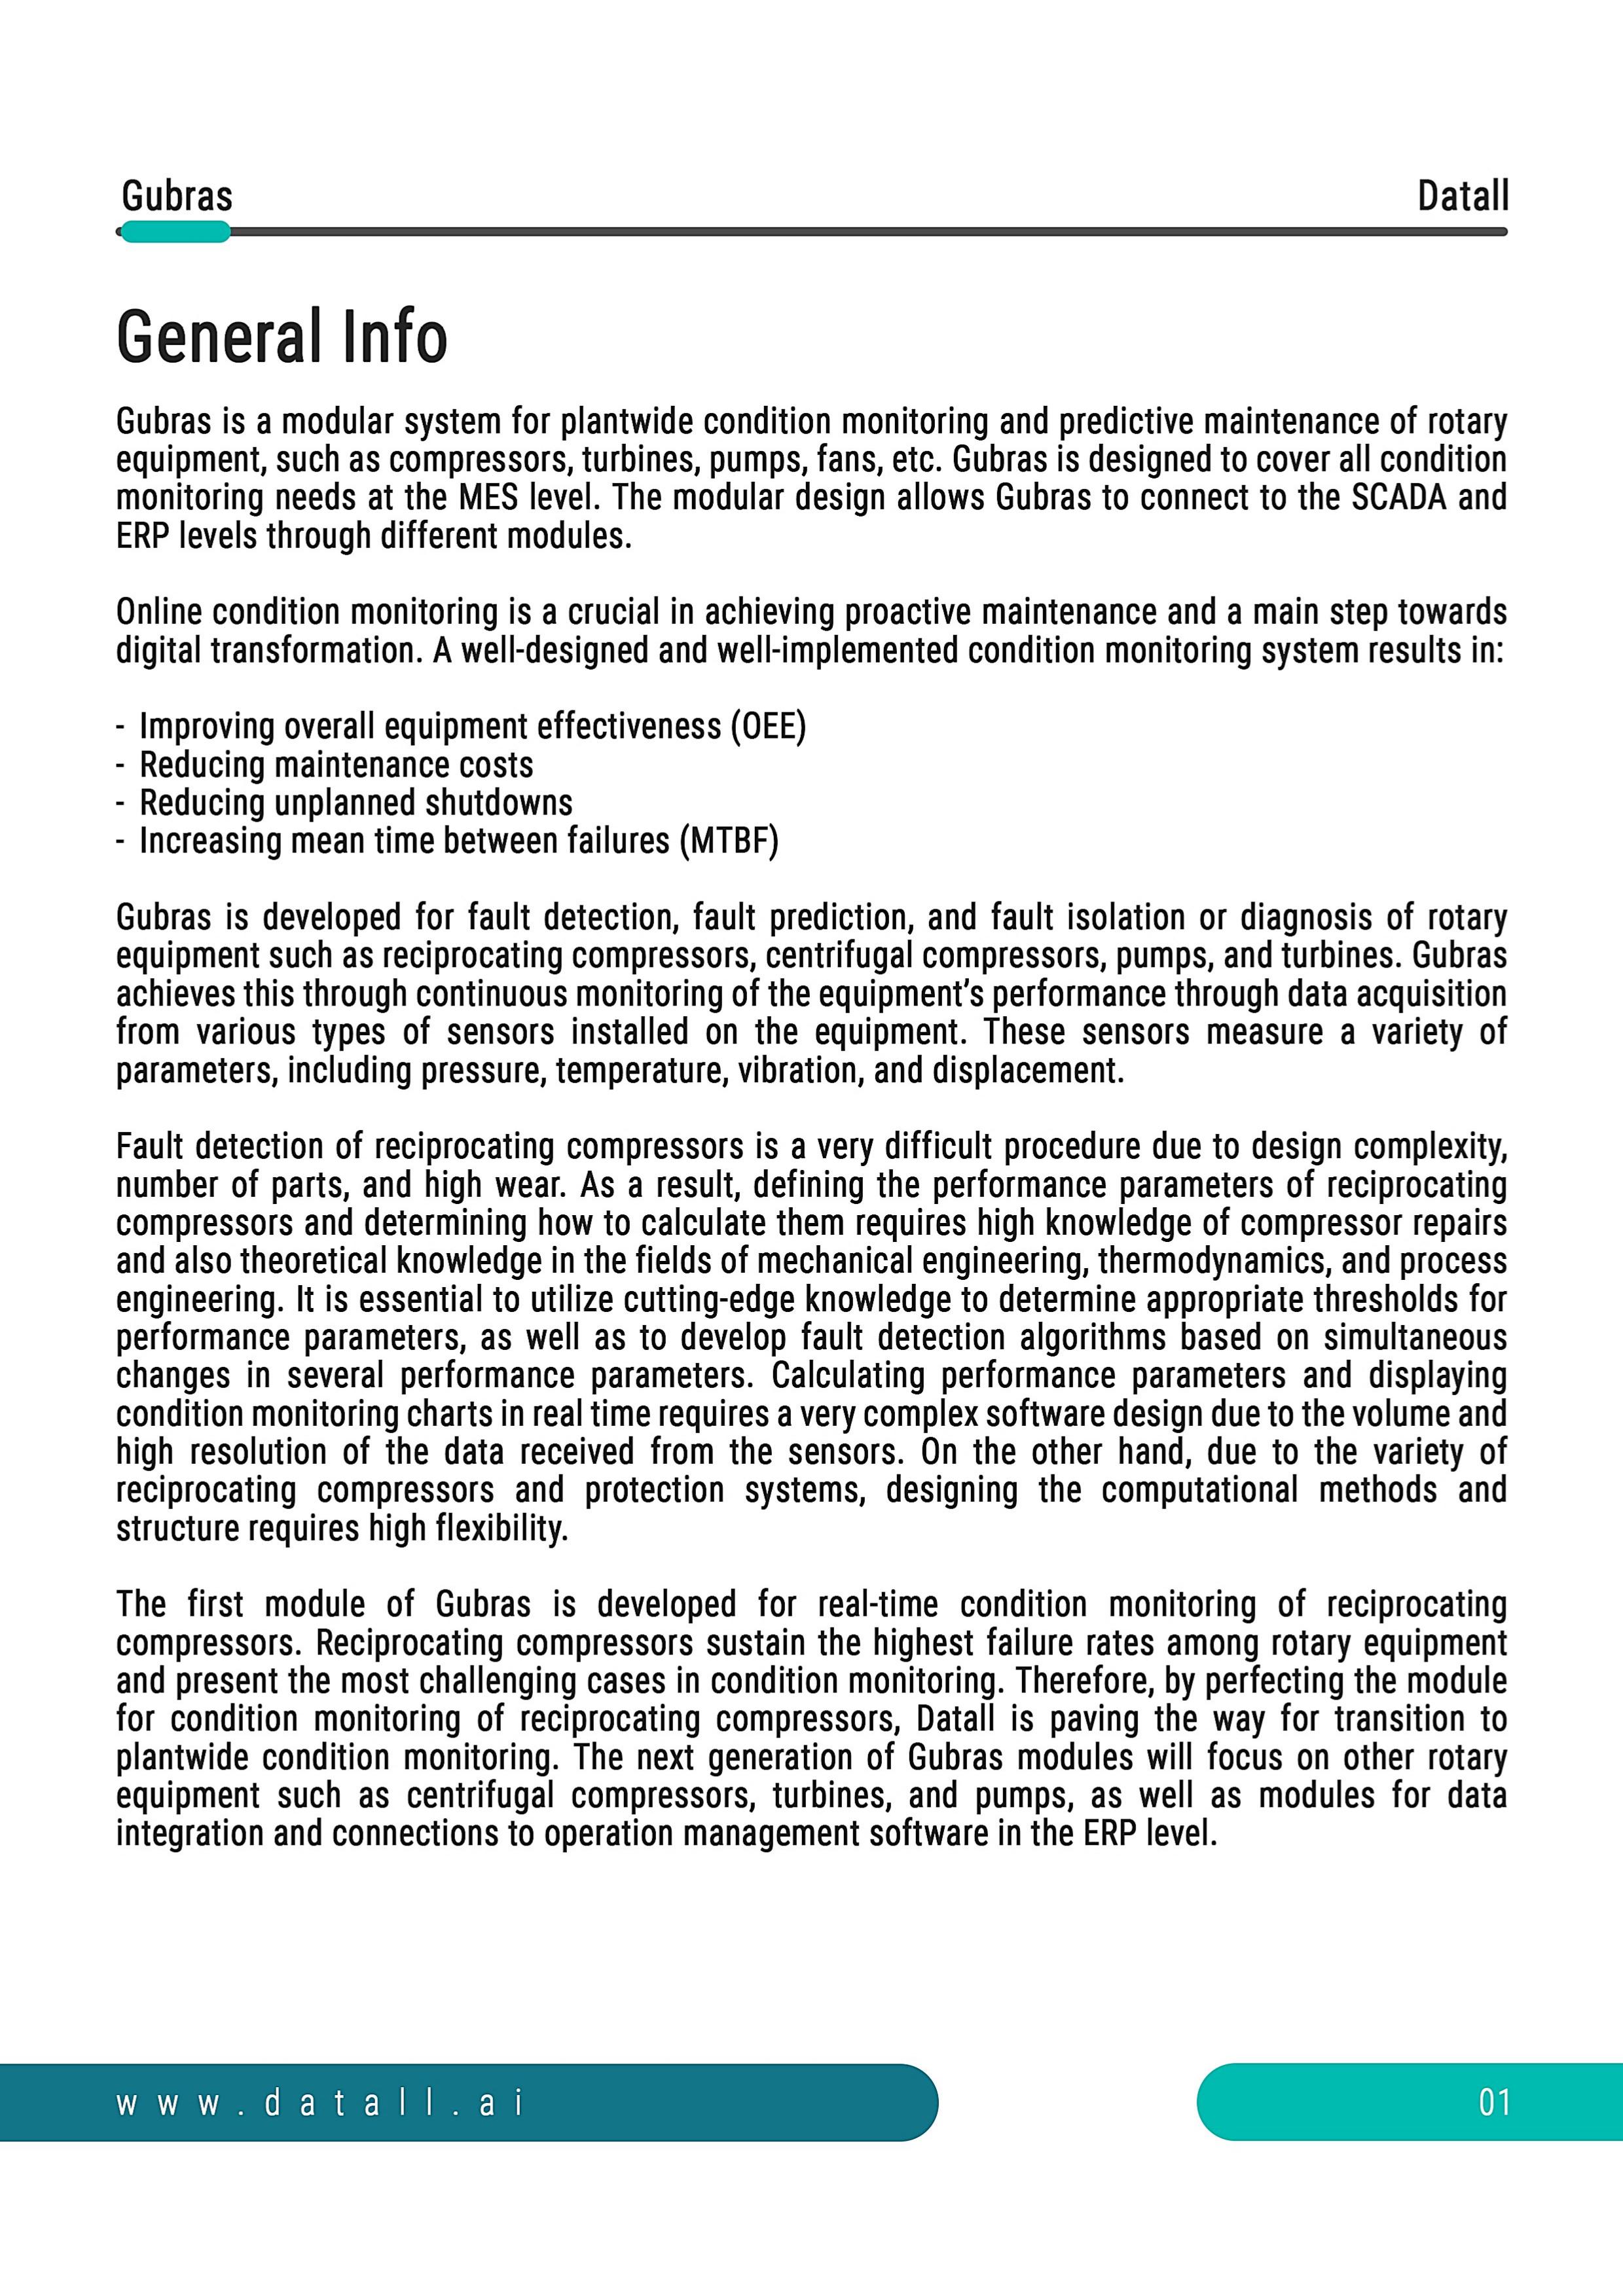 Gubras
Datall
General Info
Gubras is a modular system for plantwide condition monitoring and predictive maintenance of rotary
equipment, such as compressors, turbines, pumps, fans, etc. Gubras is designed to cover all condition
monitoring needs at the MES level. The modular design allows Gubras to connect to the SCADA and
ERP levels through different modules.
Online condition monitoring is a crucial in achieving proactive maintenance and a main step towards
digital transformation. A well-designed and well-implemented condition monitoring system results in:
- Improving overall equipment effectiveness (OEE)
- Reducing maintenance costs
- Reducing unplanned shutdowns
- Increasing mean time between failures (MTBF)
Gubras is developed for fault detection, fault prediction, and fault isolation or diagnosis of rotary
equipment such as reciprocating compressors, centrifugal compressors, pumps, and turbines. Gubras
achieves this through continuous monitoring of the equipment’s performance through data acquisition
from various types of sensors installed on the equipment. These sensors measure a variety of
parameters, including pressure, temperature, vibration, and displacement.
Fault detection of reciprocating compressors is a very difficult procedure due to design complexity,
number of parts, and high wear. As a result, defining the performance parameters of reciprocating
compressors and determining how to calculate them requires high knowledge of compressor repairs
and also theoretical knowledge in the fields of mechanical engineering, thermodynamics, and process
engineering. It is essential to utilize cutting-edge knowledge to determine appropriate thresholds for
performance parameters, as well as to develop fault detection algorithms based on simultaneous
changes in several performance parameters. Calculating performance parameters and displaying
condition monitoring charts in real time requires a very complex software design due to the volume and
high resolution of the data received from the sensors. On the other hand, due to the variety of
reciprocating compressors and protection systems, designing the computational methods and
structure requires high flexibility.
The first module of Gubras is developed for real-time condition monitoring of reciprocating
compressors. Reciprocating compressors sustain the highest failure rates among rotary equipment
and present the most challenging cases in condition monitoring. Therefore, by perfecting the module
for condition monitoring of reciprocating compressors, Datall is paving the way for transition to
plantwide condition monitoring. The next generation of Gubras modules will focus on other rotary
equipment such as centrifugal compressors, turbines, and pumps, as well as modules for data
integration and connections to operation management software in the ERP level.
www.datall.ai
01